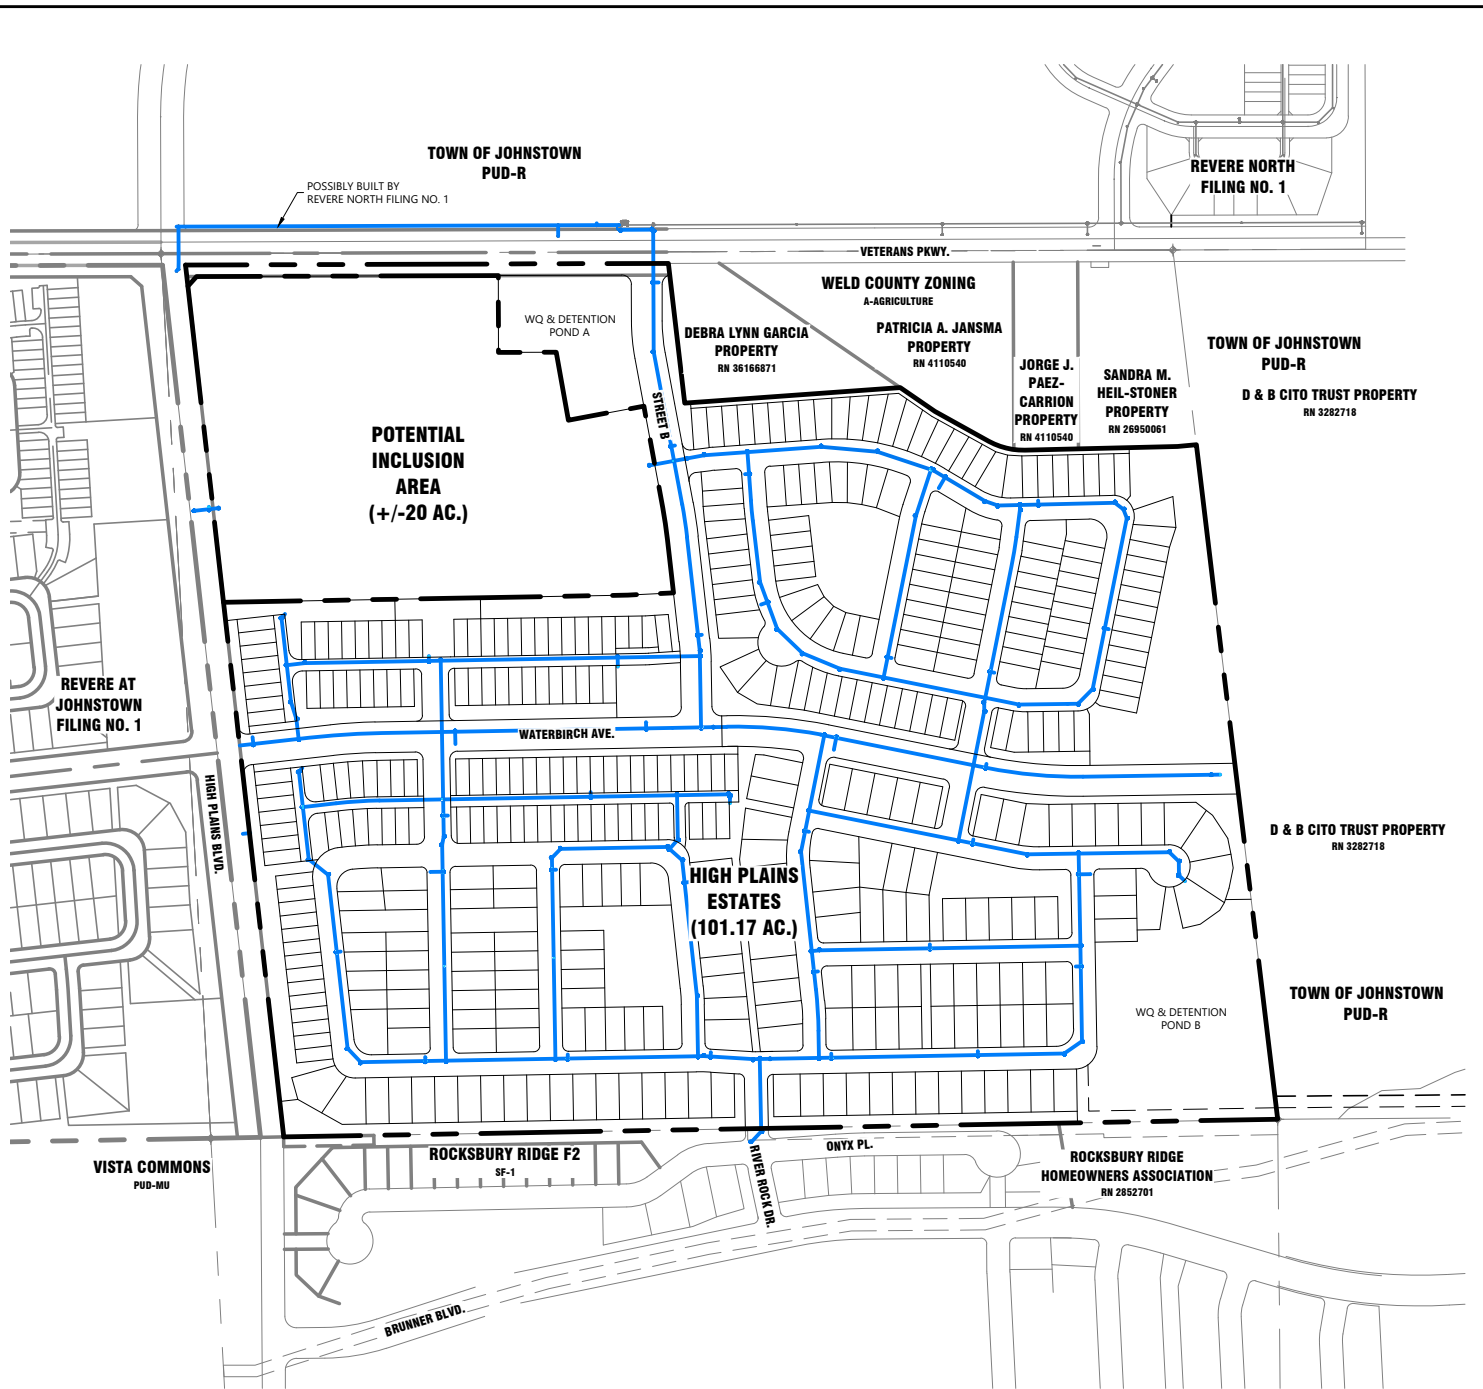 TOWN OF JOHNSTOWN
PUD-R
POSSIBLY BUILT BY
REVERE NORTH FILING NO. 1
REVERE NORTH
FILING NO. 1
VETERANS PKWY.
WELD COUNTY ZONING
A-AGRICULTURE
WQ & DETENTION
POND A
DEBRA LYNN GARCIA
PROPERTY
RN 36166871
PATRICIA A. JANSMA
PROPERTY
RN 4110540
JORGE J.
PAEZ-
CARRION
PROPERTY
RN 4110540
SANDRA M.
HEIL-STONER
PROPERTY
RN 26950061
TOWN OF JOHNSTOWN
PUD-R
D & B CITO TRUST PROPERTY
RN 3282718
STREET B
POTENTIAL
INCLUSION
AREA
(+/-20 AC.)
REVERE AT
JOHNSTOWN
FILING NO. 1
WATERBIRCH AVE.
HIGH PLAINS BLVD.
D & B CITO TRUST PROPERTY
RN 3282718
HIGH PLAINS
ESTATES
(101.17 AC.)
TOWN OF JOHNSTOWN
PUD-R
WQ & DETENTION
POND B
VISTA COMMONS
PUD-MU
ROCKSBURY RIDGE F2
SF-1
RIVER ROCK DR.
ONYX PL.
ROCKSBURY RIDGE
HOMEOWNERS ASSOCIATION
RN 2852701
BRUNNER BLVD.